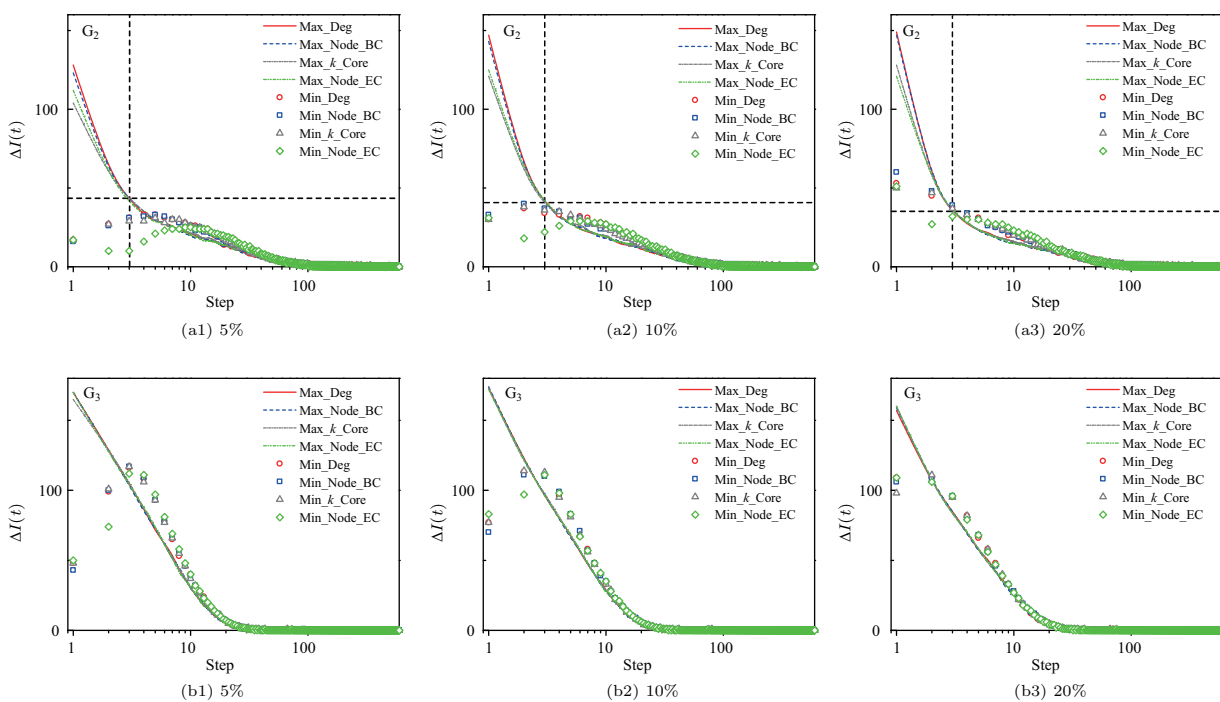 G2
Max_Deg
Max_Node_BC
Max_k_Core
Max_Node_EC
Min_Deg
Min_Node_BC
Min_k_Core
Min_Node_EC
100
0
ΔI(t)
1
10
100
Step
(a1) 5%
G2
Max_Deg
Max_Node_BC
Max_k_Core
Max_Node_EC
Min_Deg
Min_Node_BC
Min_k_Core
Min_Node_EC
100
0
ΔI(t)
1
10
100
Step
(a2) 10%
G2
Max_Deg
Max_Node_BC
Max_k_Core
Max_Node_EC
Min_Deg
Min_Node_BC
Min_k_Core
Min_Node_EC
100
0
ΔI(t)
1
10
100
Step
(a3) 20%
G3
Max_Deg
Max_Node_BC
Max_k_Core
Max_Node_EC
Min_Deg
Min_Node_BC
Min_k_Core
Min_Node_EC
100
0
ΔI(t)
1
10
100
Step
(b1) 5%
G3
Max_Deg
Max_Node_BC
Max_k_Core
Max_Node_EC
Min_Deg
Min_Node_BC
Min_k_Core
Min_Node_EC
100
0
ΔI(t)
1
10
100
Step
(b2) 10%
G3
Max_Deg
Max_Node_BC
Max_k_Core
Max_Node_EC
Min_Deg
Min_Node_BC
Min_k_Core
Min_Node_EC
100
0
ΔI(t)
1
10
100
Step
(b3) 20%